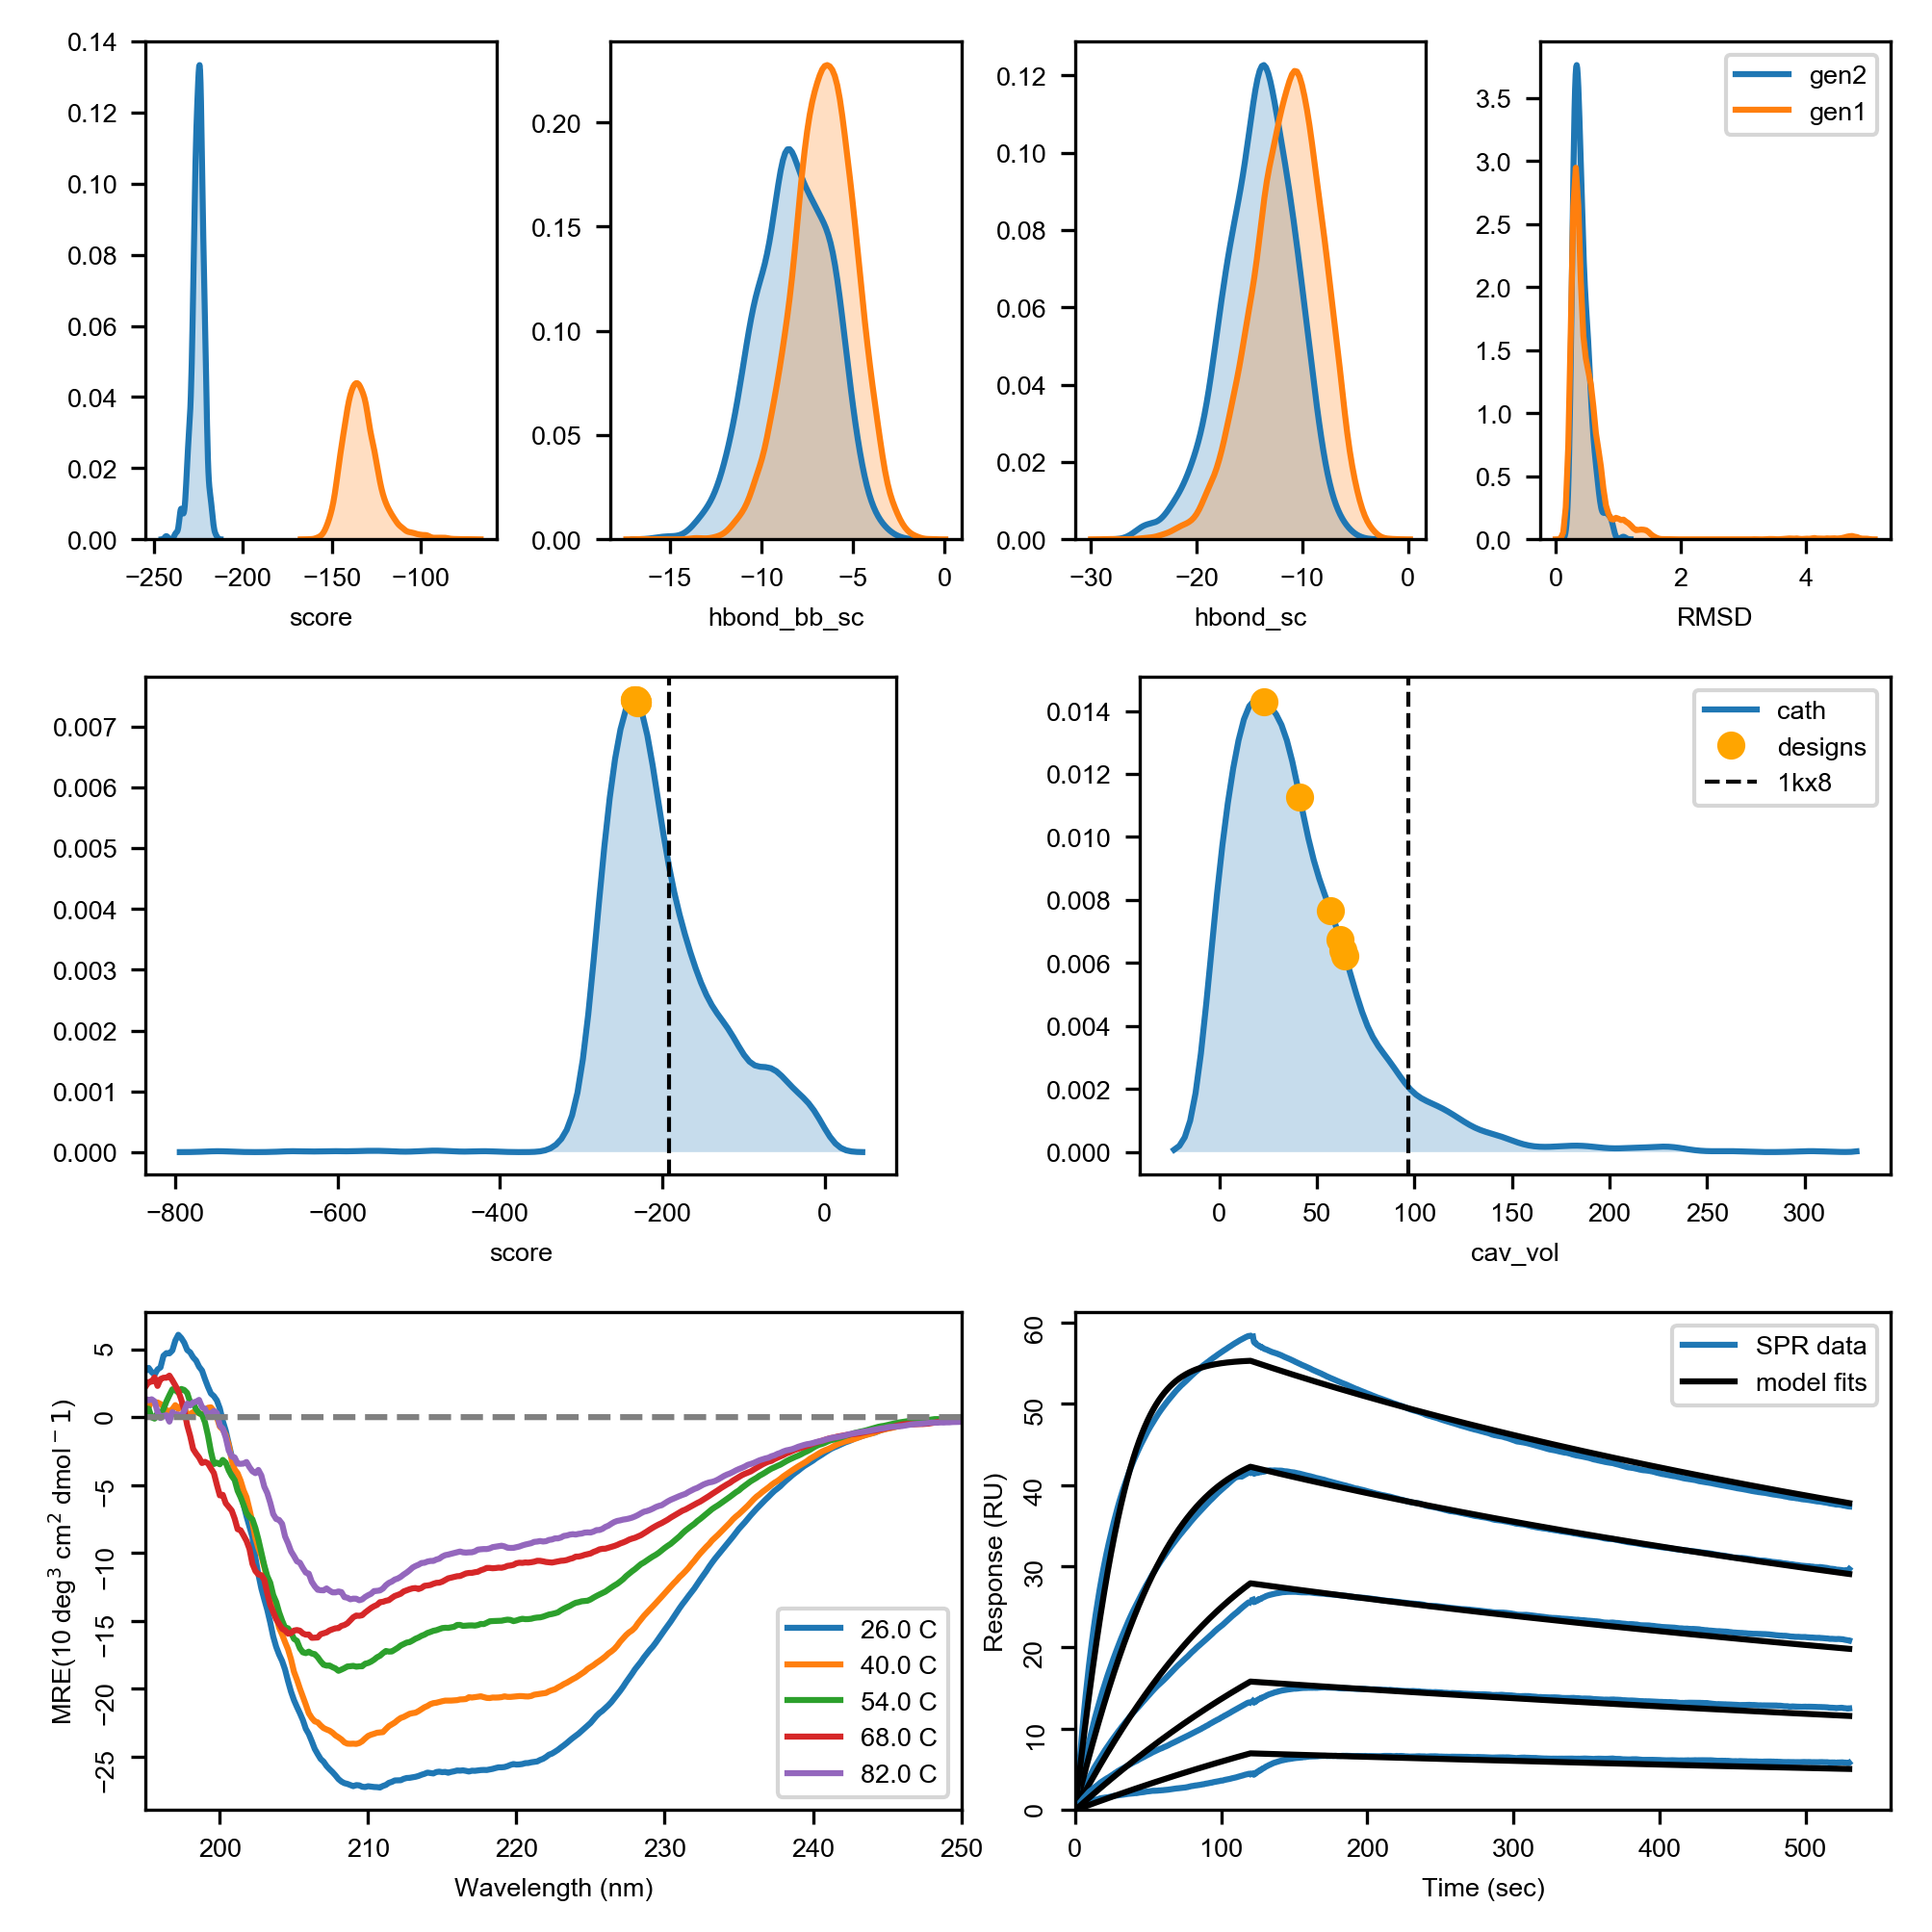 0.14
0.12
0.10
0.08
0.06
0.04
0.02
0.00
−250 −200 −150 −100
score
0.20
0.15
0.10
0.05
0.00
−15 −10 −5 0
hbond_bb_sc
0.12
0.10
0.08
0.06
0.04
0.02
0.00
−30 −20 −10 0
hbond_sc
3.5
3.0
2.5
2.0
1.5
1.0
0.5
0.0
0 2 4
RMSD
gen2
gen1
0.007
0.006
0.005
0.004
0.003
0.002
0.001
0.000
−800 −600 −400 −200 0
score
0.014
0.012
0.010
0.008
0.006
0.004
0.002
0.000
0 50 100 150 200 250 300
cav_vol
cath
designs
1kx8
MRE(10 deg³ cm² dmol − 1)
5
0
−5
−10
−15
−20
−25
200 210 220 230 240 250
Wavelength (nm)
26.0 C
40.0 C
54.0 C
68.0 C
82.0 C
Response (RU)
60
50
40
30
20
10
0
0 100 200 300 400 500
Time (sec)
SPR data
model fits